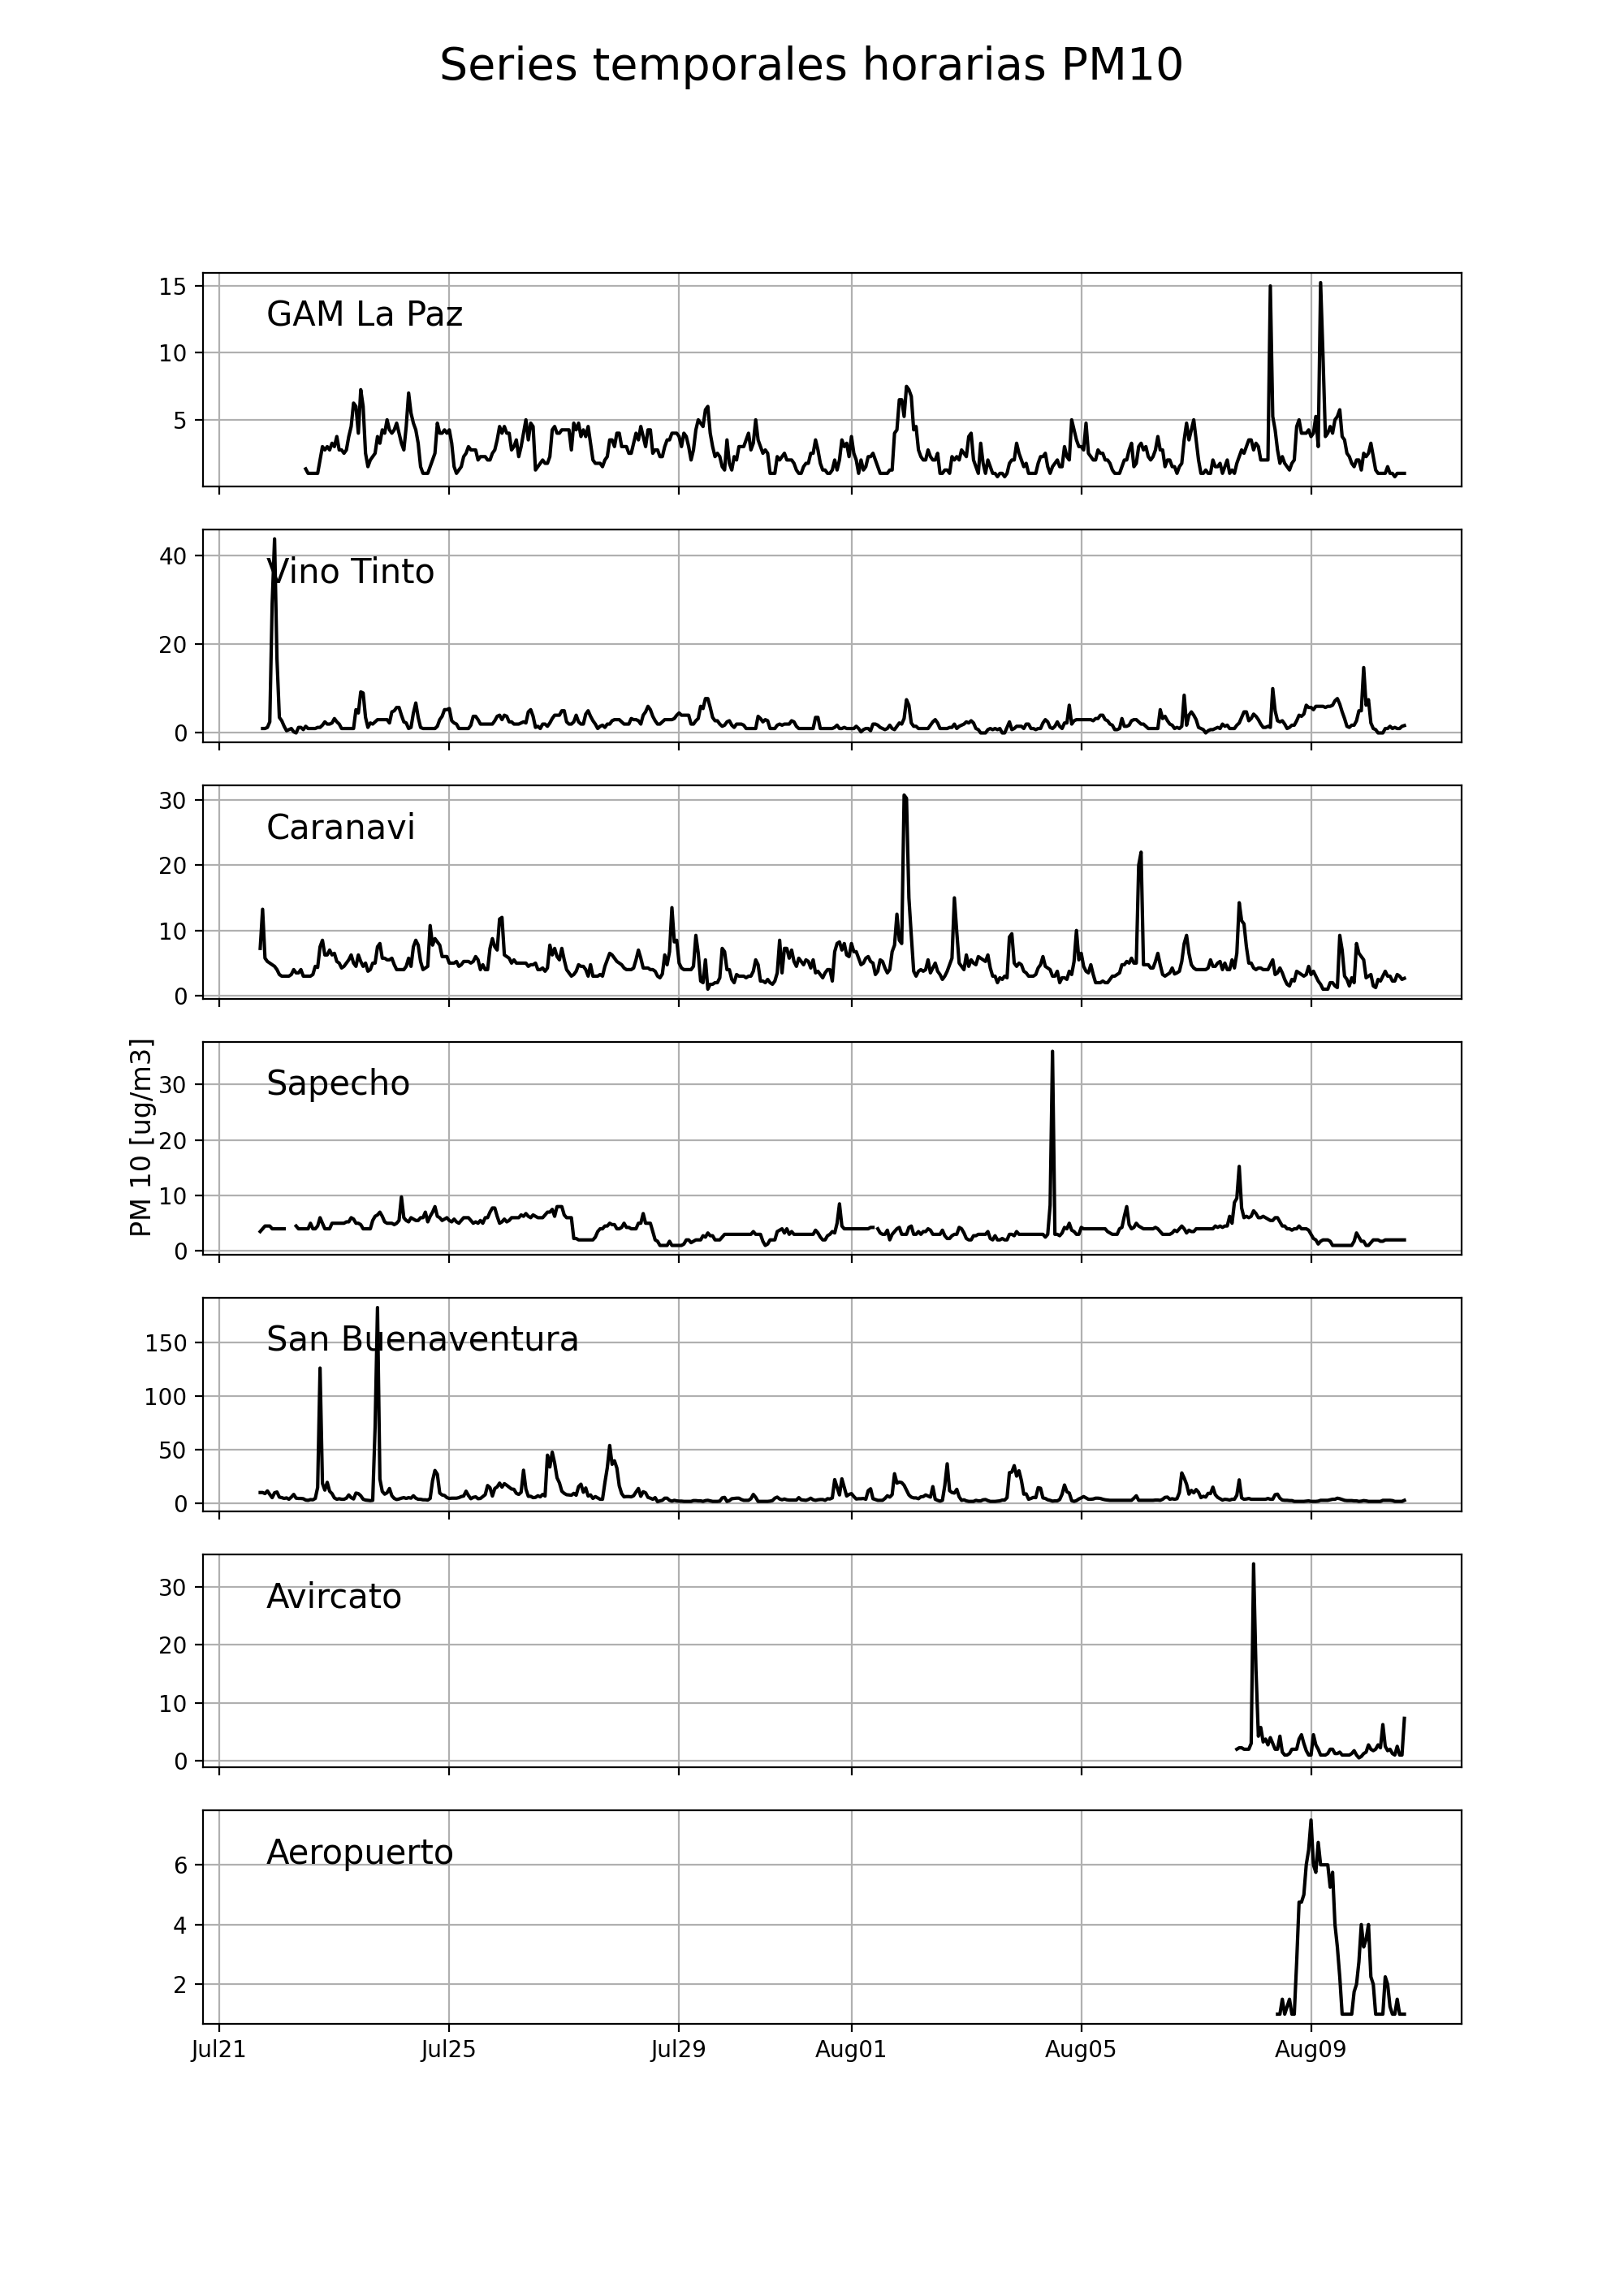 Series temporales horarias PM10
15
GAM La Paz
10
5
40
Vino Tinto
20
0
30
Caranavi
20
10
0
PM 10 [ug/m3]
30
Sapecho
20
10
0
150
San Buenaventura
100
50
0
30
Avircato
20
10
0
Aeropuerto
6
4
2
Jul21 Jul25 Jul29 Aug01 Aug05 Aug09